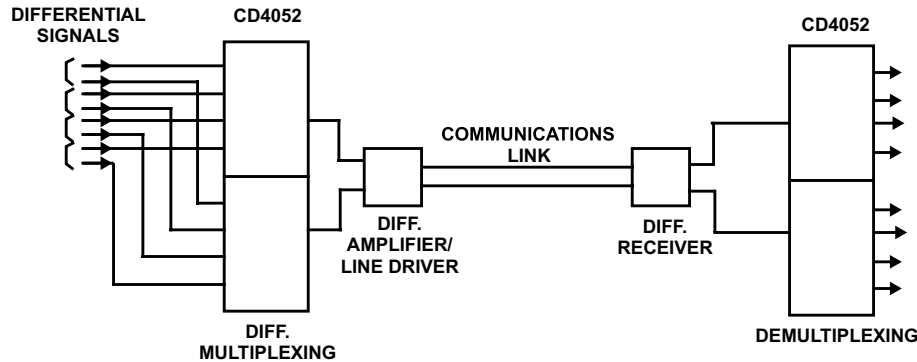 DIFFERENTIAL
SIGNALS
CD4052
CD4052
COMMUNICATIONS
LINK
DIFF.
AMPLIFIER/
LINE DRIVER
DIFF.
RECEIVER
DIFF.
MULTIPLEXING
DEMULTIPLEXING